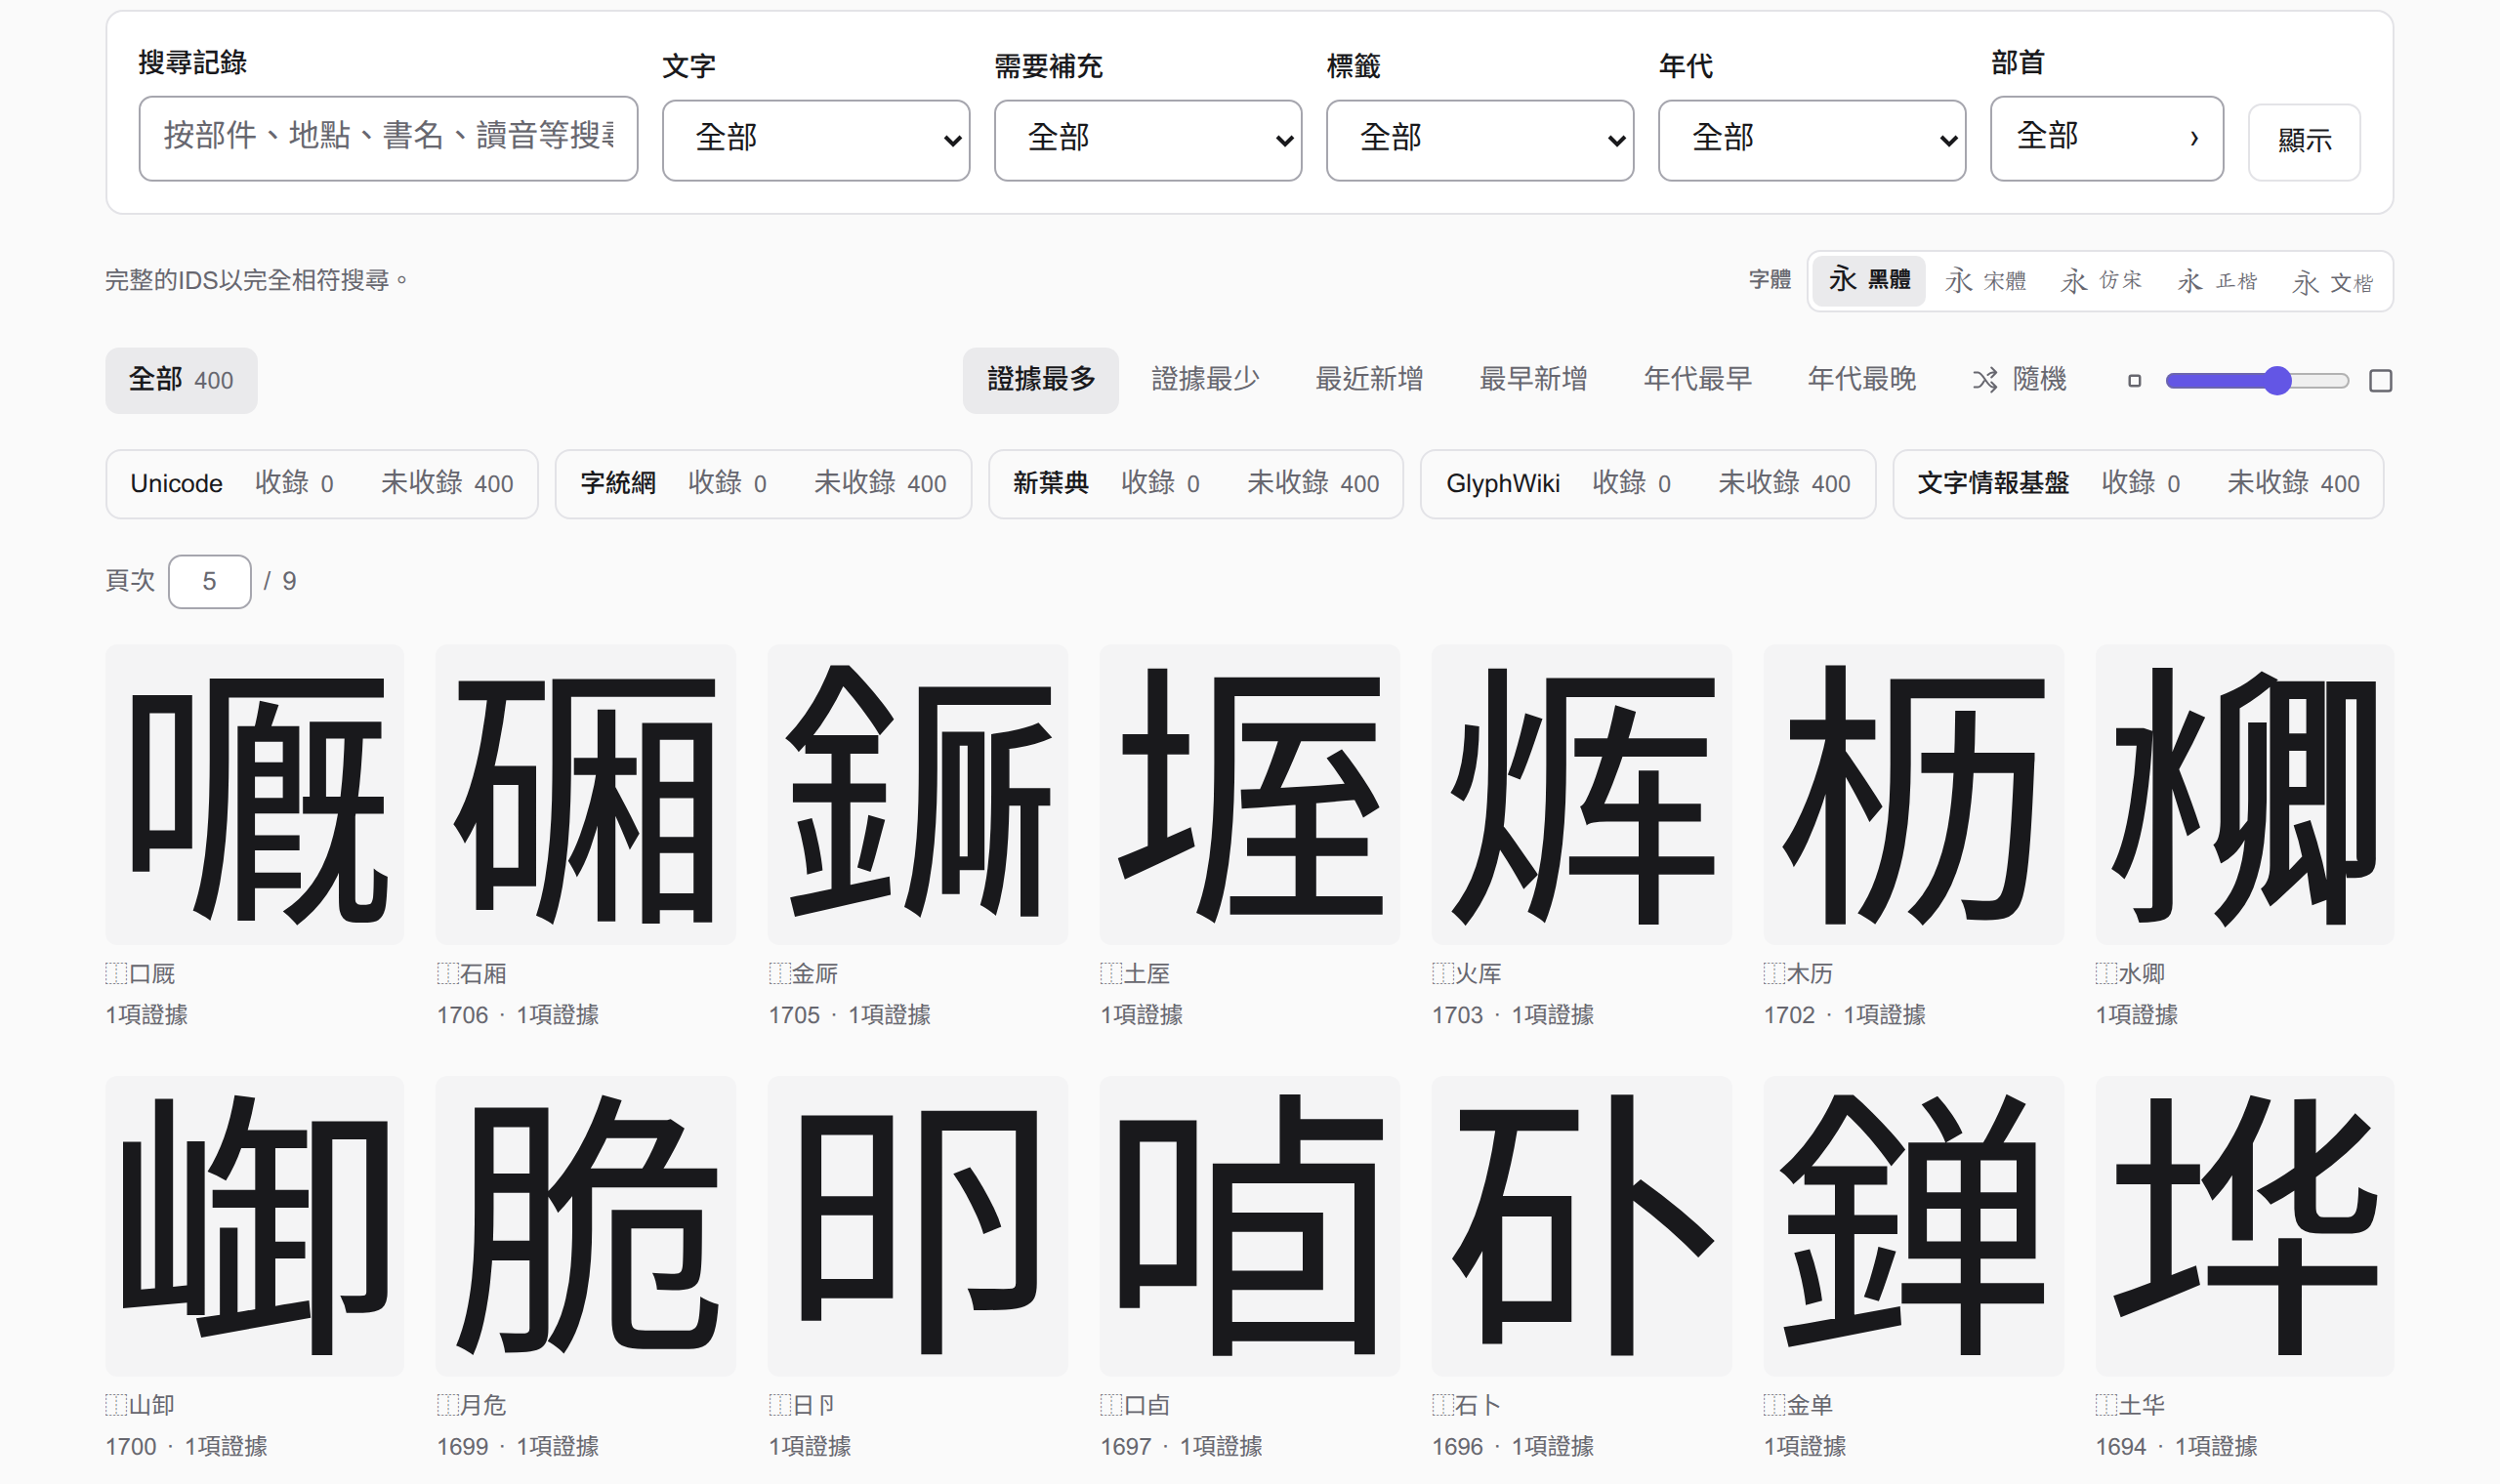 搜尋記錄 文字 需要補充 標籤 年代 部首
按部件、地點、書名、讀音等搜 全部 全部 全部 全部 全部 › 顯示
完整的IDS以完全相符搜尋。 字體 永 黑體 永 宋體 永 仿宋 永 正楷 永 文楷
全部 400 證據最多 證據最少 最近新增 最早新增 年代最早 年代最晚 隨機
Unicode 收錄 0 未收錄 400 字統網 收錄 0 未收錄 400 新葉典 收錄 0 未收錄 400 GlyphWiki 收錄 0 未收錄 400 文字情報基盤 收錄 0 未收錄 400
頁次 5 / 9
⿰口厩 ⿰石厢 ⿰金厛 ⿰土厔 ⿰火厍 ⿰木历 ⿰水卿
1項證據 1706 · 1項證據 1705 · 1項證據 1項證據 1703 · 1項證據 1702 · 1項證據 1項證據
⿰山卸 ⿰月危 ⿰日卪 ⿰口卣 ⿰石卜 ⿰金单 ⿰土华
1700 · 1項證據 1699 · 1項證據 1項證據 1697 · 1項證據 1696 · 1項證據 1項證據 1694 · 1項證據